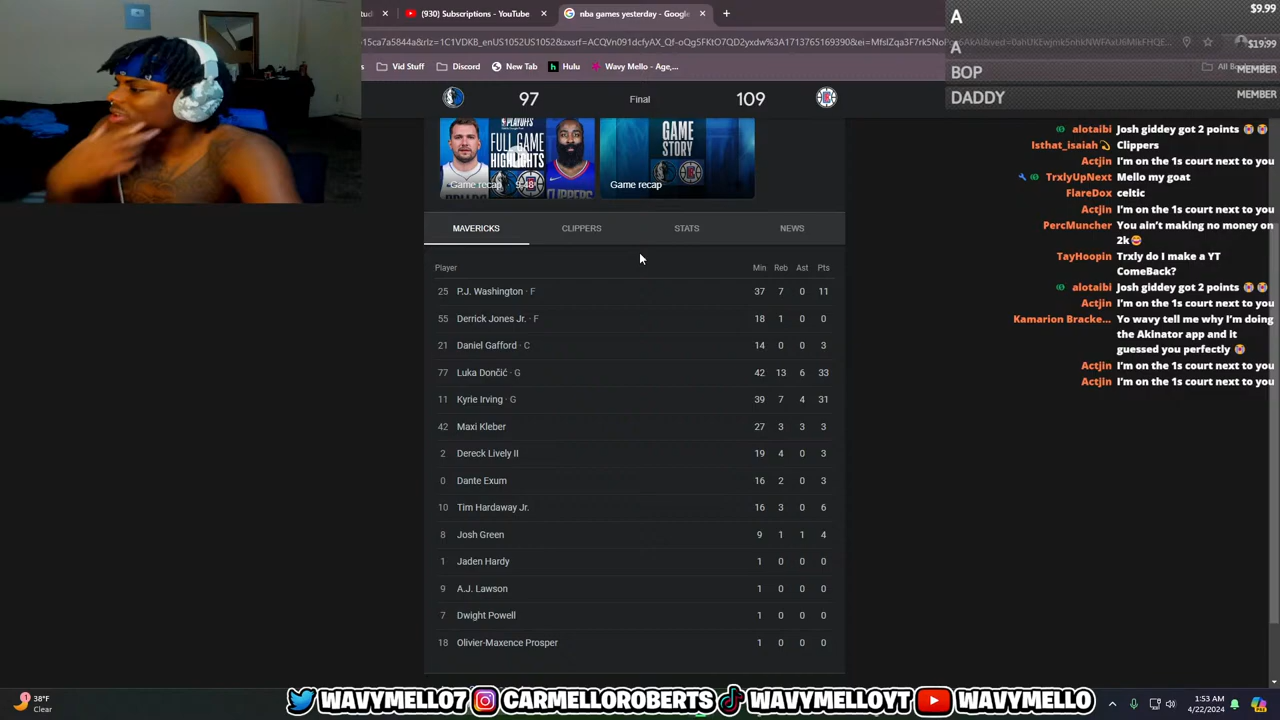 (930) Subscriptions - YouTube
nba games yesterday - Google
Vid Stuff
Discord
New Tab
Hulu
Wavy Mello - Age,...
A $9.99
A $19.99
BOP MEMBER
DADDY MEMBER
97 Final 109
PLAYOFFS
FULL GAME
HIGHLIGHTS
Game recap 9:48
CLIPPERS
GAME
STORY
Game recap
MAVERICKS CLIPPERS STATS NEWS
Player Min Reb Ast Pts
25 P.J. Washington · F 37 7 0 11
55 Derrick Jones Jr. · F 18 1 0 0
21 Daniel Gafford · C 14 0 0 3
77 Luka Dončić · G 42 13 6 33
11 Kyrie Irving · G 39 7 4 31
42 Maxi Kleber 27 3 3 3
2 Dereck Lively II 19 4 0 3
0 Dante Exum 16 2 0 3
10 Tim Hardaway Jr. 16 3 0 6
8 Josh Green 9 1 1 4
1 Jaden Hardy 1 0 0 0
9 A.J. Lawson 1 0 0 0
7 Dwight Powell 1 0 0 0
18 Olivier-Maxence Prosper 1 0 0 0
alotaibi Josh giddey got 2 points
Isthat_isaiah Clippers
Actjin I'm on the 1s court next to you
TrxlyUpNext Mello my goat
FlareDox celtic
Actjin I'm on the 1s court next to you
PercMuncher You ain't making no money on
2k
TayHoopin Trxly do I make a YT
ComeBack?
alotaibi Josh giddey got 2 points
Actjin I'm on the 1s court next to you
Kamarion Bracke... Yo wavy tell me why I'm doing
the Akinator app and it
guessed you perfectly
Actjin I'm on the 1s court next to you
Actjin I'm on the 1s court next to you
WAVYMELLO7 CARMELLOROBERTS WAVYMELLOYT WAVYMELLO
38°F
Clear
1:53 AM
4/22/2024